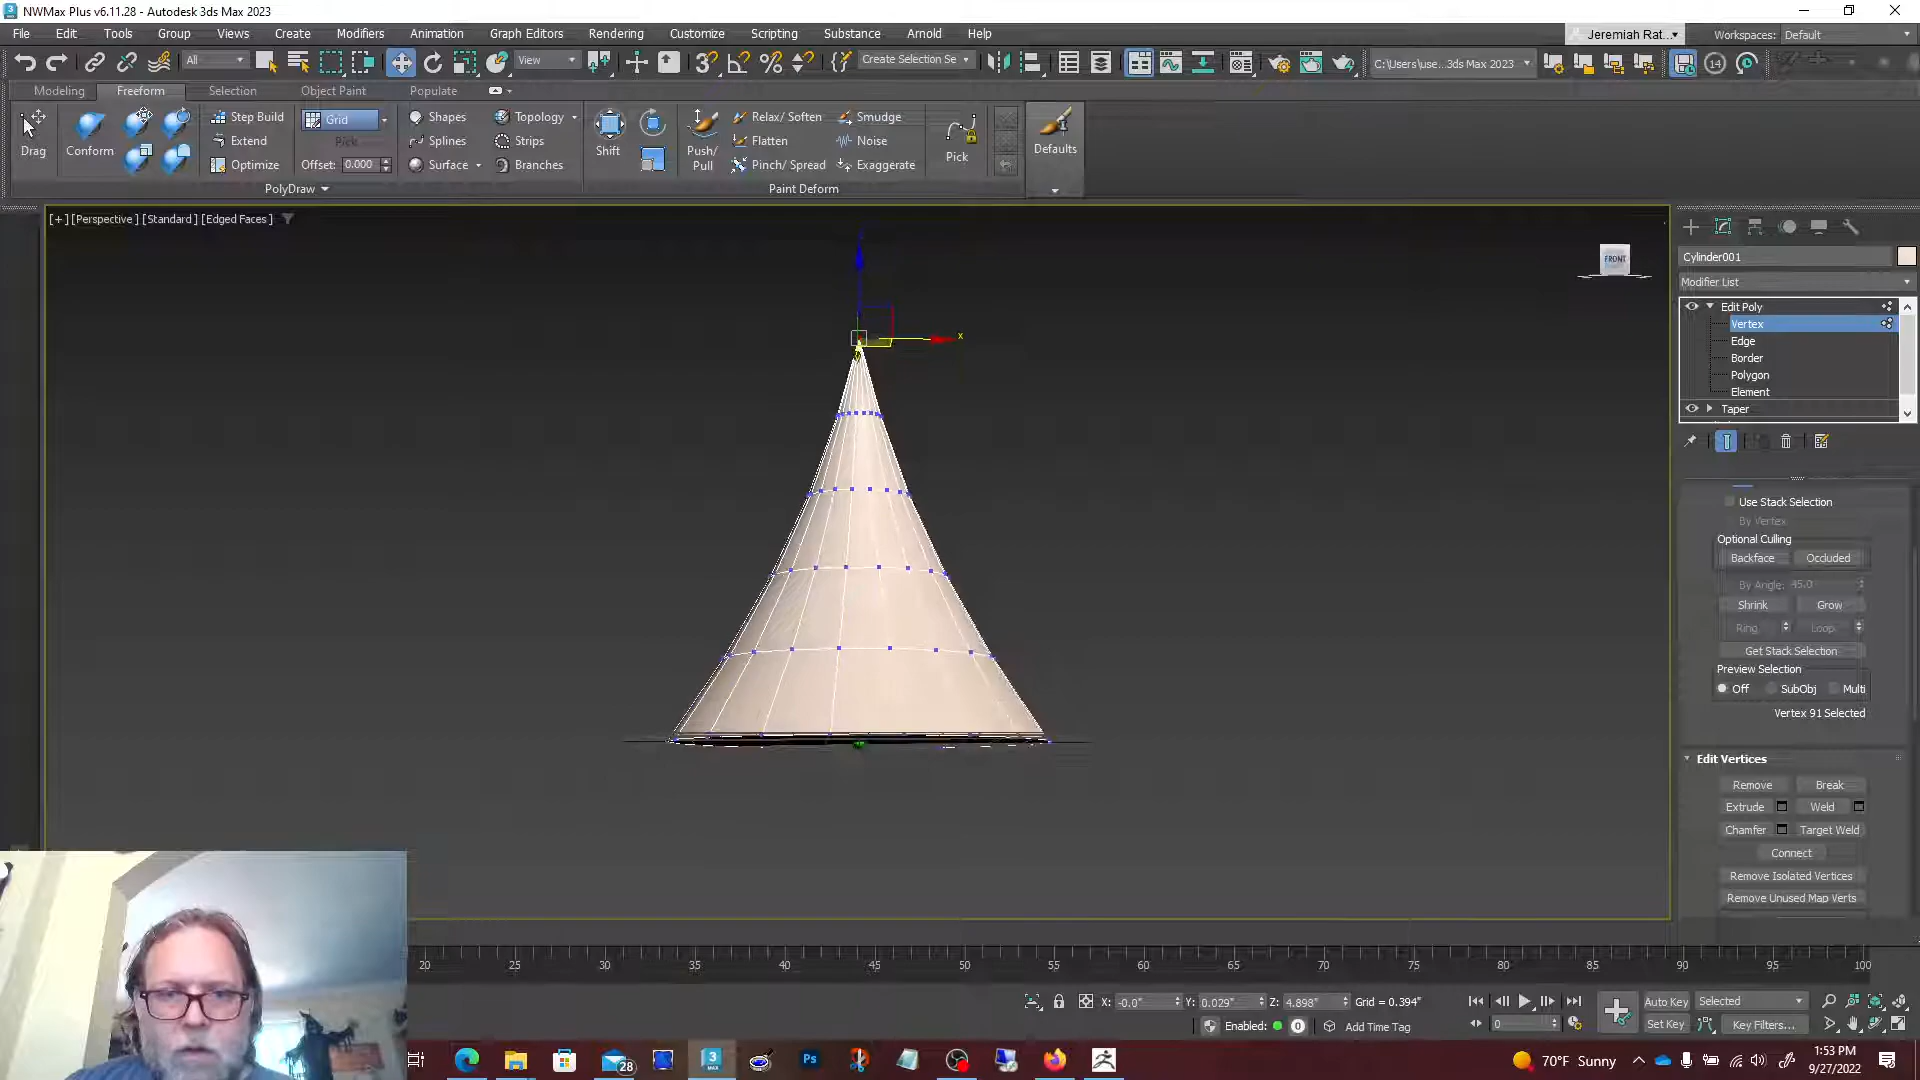 NWMax Plus v6.11.28 - Autodesk 3ds Max 2023
File Edit Tools Group Views Create Modifiers Animation Graph Editors Rendering Customize Scripting Substance Arnold Help
Jeremiah Rat... Workspaces: Default
All View Create Selection Se C:\Users\use...3ds Max 2023 14
Modeling Freeform Selection Object Paint Populate
Drag Conform Step Build Extend Optimize Grid Pick Offset: 0.000 Shapes Splines Surface Topology Strips Branches
Shift Push/ Pull Relax/ Soften Flatten Pinch/ Spread Smudge Noise Exaggerate Pick Defaults
PolyDraw Paint Deform
[+] [Perspective] [Standard] [Edged Faces]
FRONT
x
Cylinder001
Modifier List
Edit Poly
Vertex
Edge
Border
Polygon
Element
Taper
Use Stack Selection
By Vertex
Optional Culling
Backface Occluded
By Angle: 45.0
Shrink Grow
Ring Loop
Get Stack Selection
Preview Selection
Off SubObj Multi
Vertex 91 Selected
Edit Vertices
Remove Break
Extrude Weld
Chamfer Target Weld
Connect
Remove Isolated Vertices
Remove Unused Map Verts
20 25 30 35 40 45 50 55 60 65 70 75 80 85 90 95 100
X: -0.0" Y: 0.029" Z: 4.898" Grid = 0.394" Auto Key Selected
Enabled: 0 Add Time Tag 0 Set Key Key Filters...
28 3 MAX Ps 70°F Sunny 1:53 PM
9/27/2022